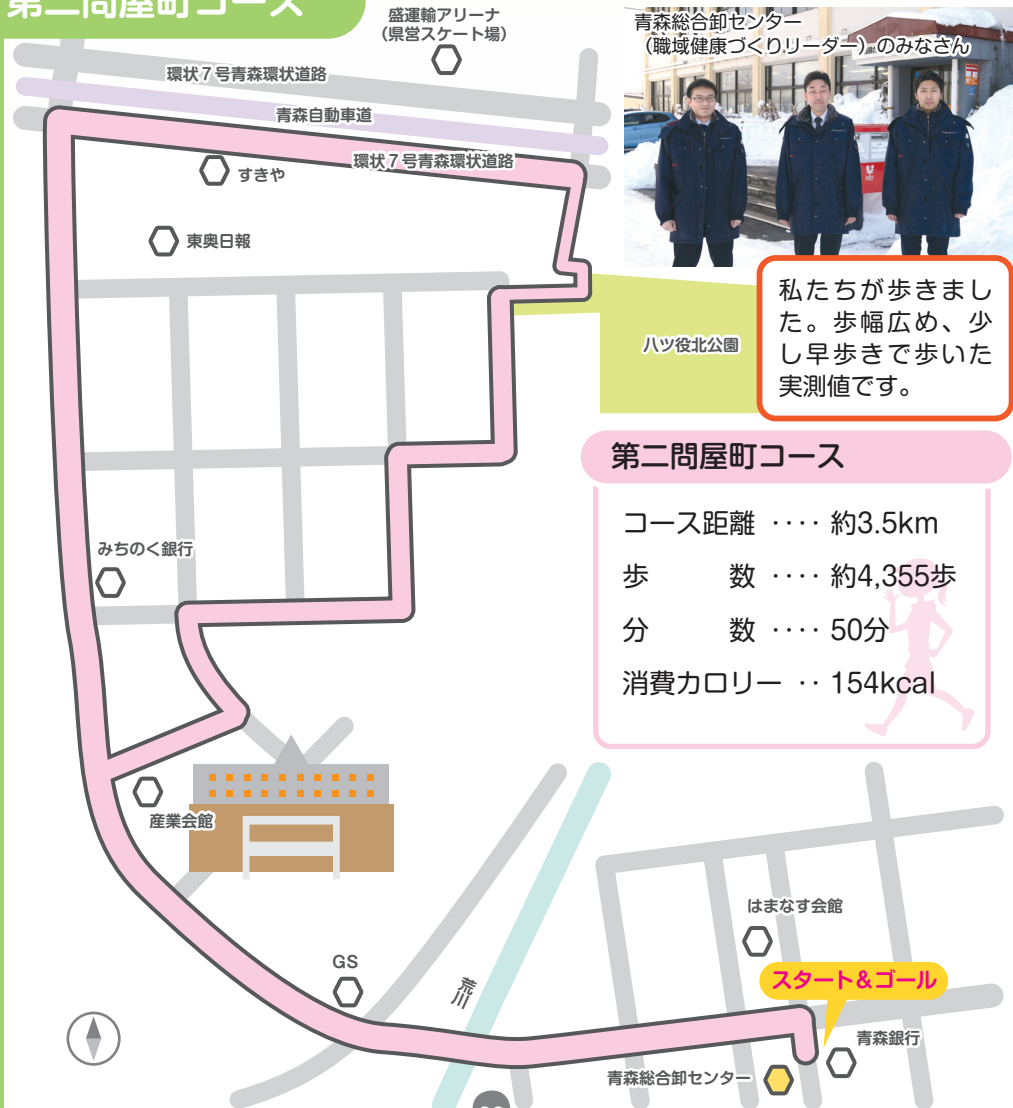 第二問屋町コース
盛運輸アリーナ
（県営スケート場）
環状７号青森環状道路
青森自動車道
環状７号青森環状道路
すきや
東奥日報
青森総合卸センター
（職域健康づくりリーダー）のみなさん
私たちが歩きまし
た。歩幅広め、少
し早歩きで歩いた
実測値です。
八ツ役北公園
第二問屋町コース
コース距離 ‥‥ 約3.5km
歩　　数 ‥‥ 約4,355歩
分　　数 ‥‥ 50分
消費カロリー ‥ 154kcal
みちのく銀行
産業会館
GS
荒川
はまなす会館
スタート&ゴール
青森銀行
青森総合卸センター